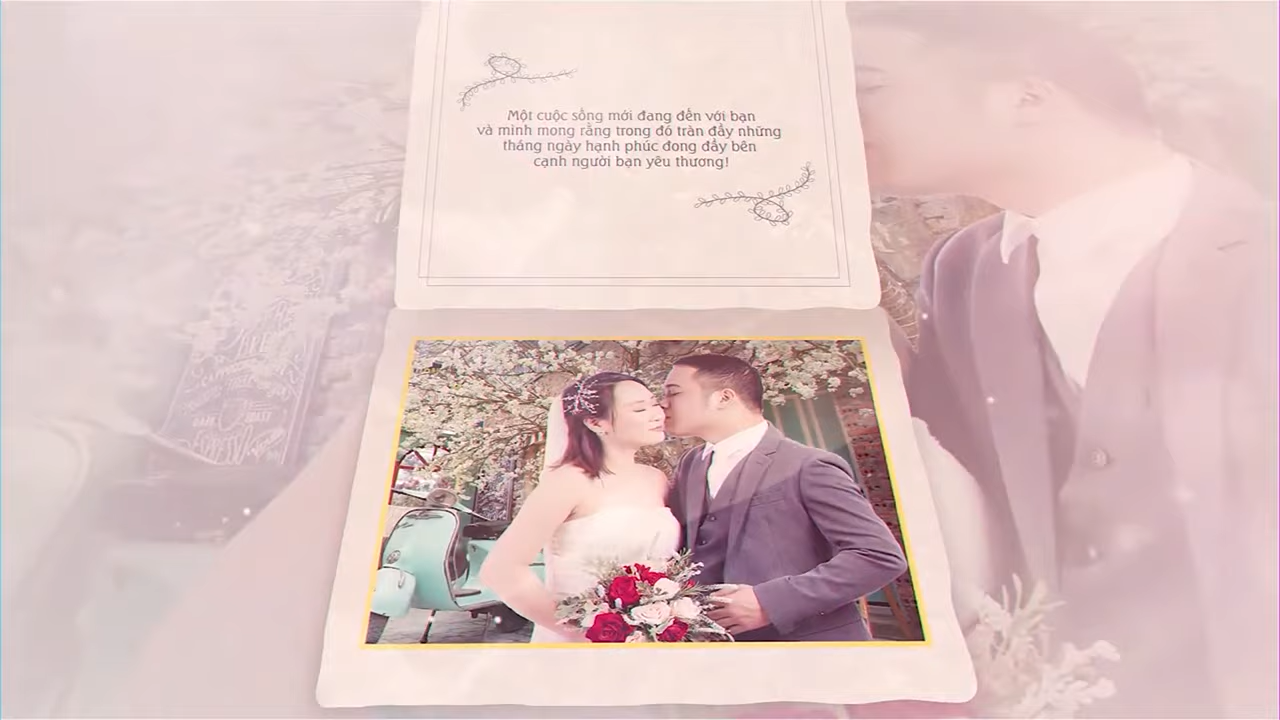 Một cuộc sống mới đang đến với bạn
và mình mong rằng trong đó tràn đầy những
tháng ngày hạnh phúc đong đầy bên
cạnh người bạn yêu thương!